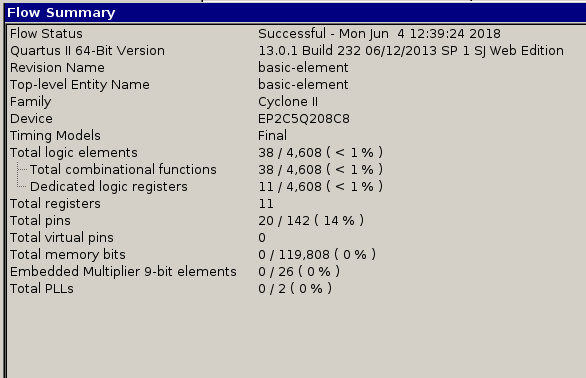 Flow Summary
Flow Status Successful - Mon Jun 4 12:39:24 2018
Quartus II 64-Bit Version 13.0.1 Build 232 06/12/2013 SP 1 SJ Web Edition
Revision Name basic-element
Top-level Entity Name basic-element
Family Cyclone II
Device EP2C5Q208C8
Timing Models Final
Total logic elements 38 / 4,608 ( < 1 % )
Total combinational functions 38 / 4,608 ( < 1 % )
Dedicated logic registers 11 / 4,608 ( < 1 % )
Total registers 11
Total pins 20 / 142 ( 14 % )
Total virtual pins 0
Total memory bits 0 / 119,808 ( 0 % )
Embedded Multiplier 9-bit elements 0 / 26 ( 0 % )
Total PLLs 0 / 2 ( 0 % )